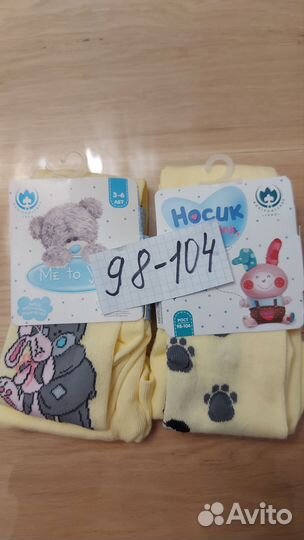 3-6
ЛЕТ
ME to
98-104
Носик
РОСТ
98-104
Avito